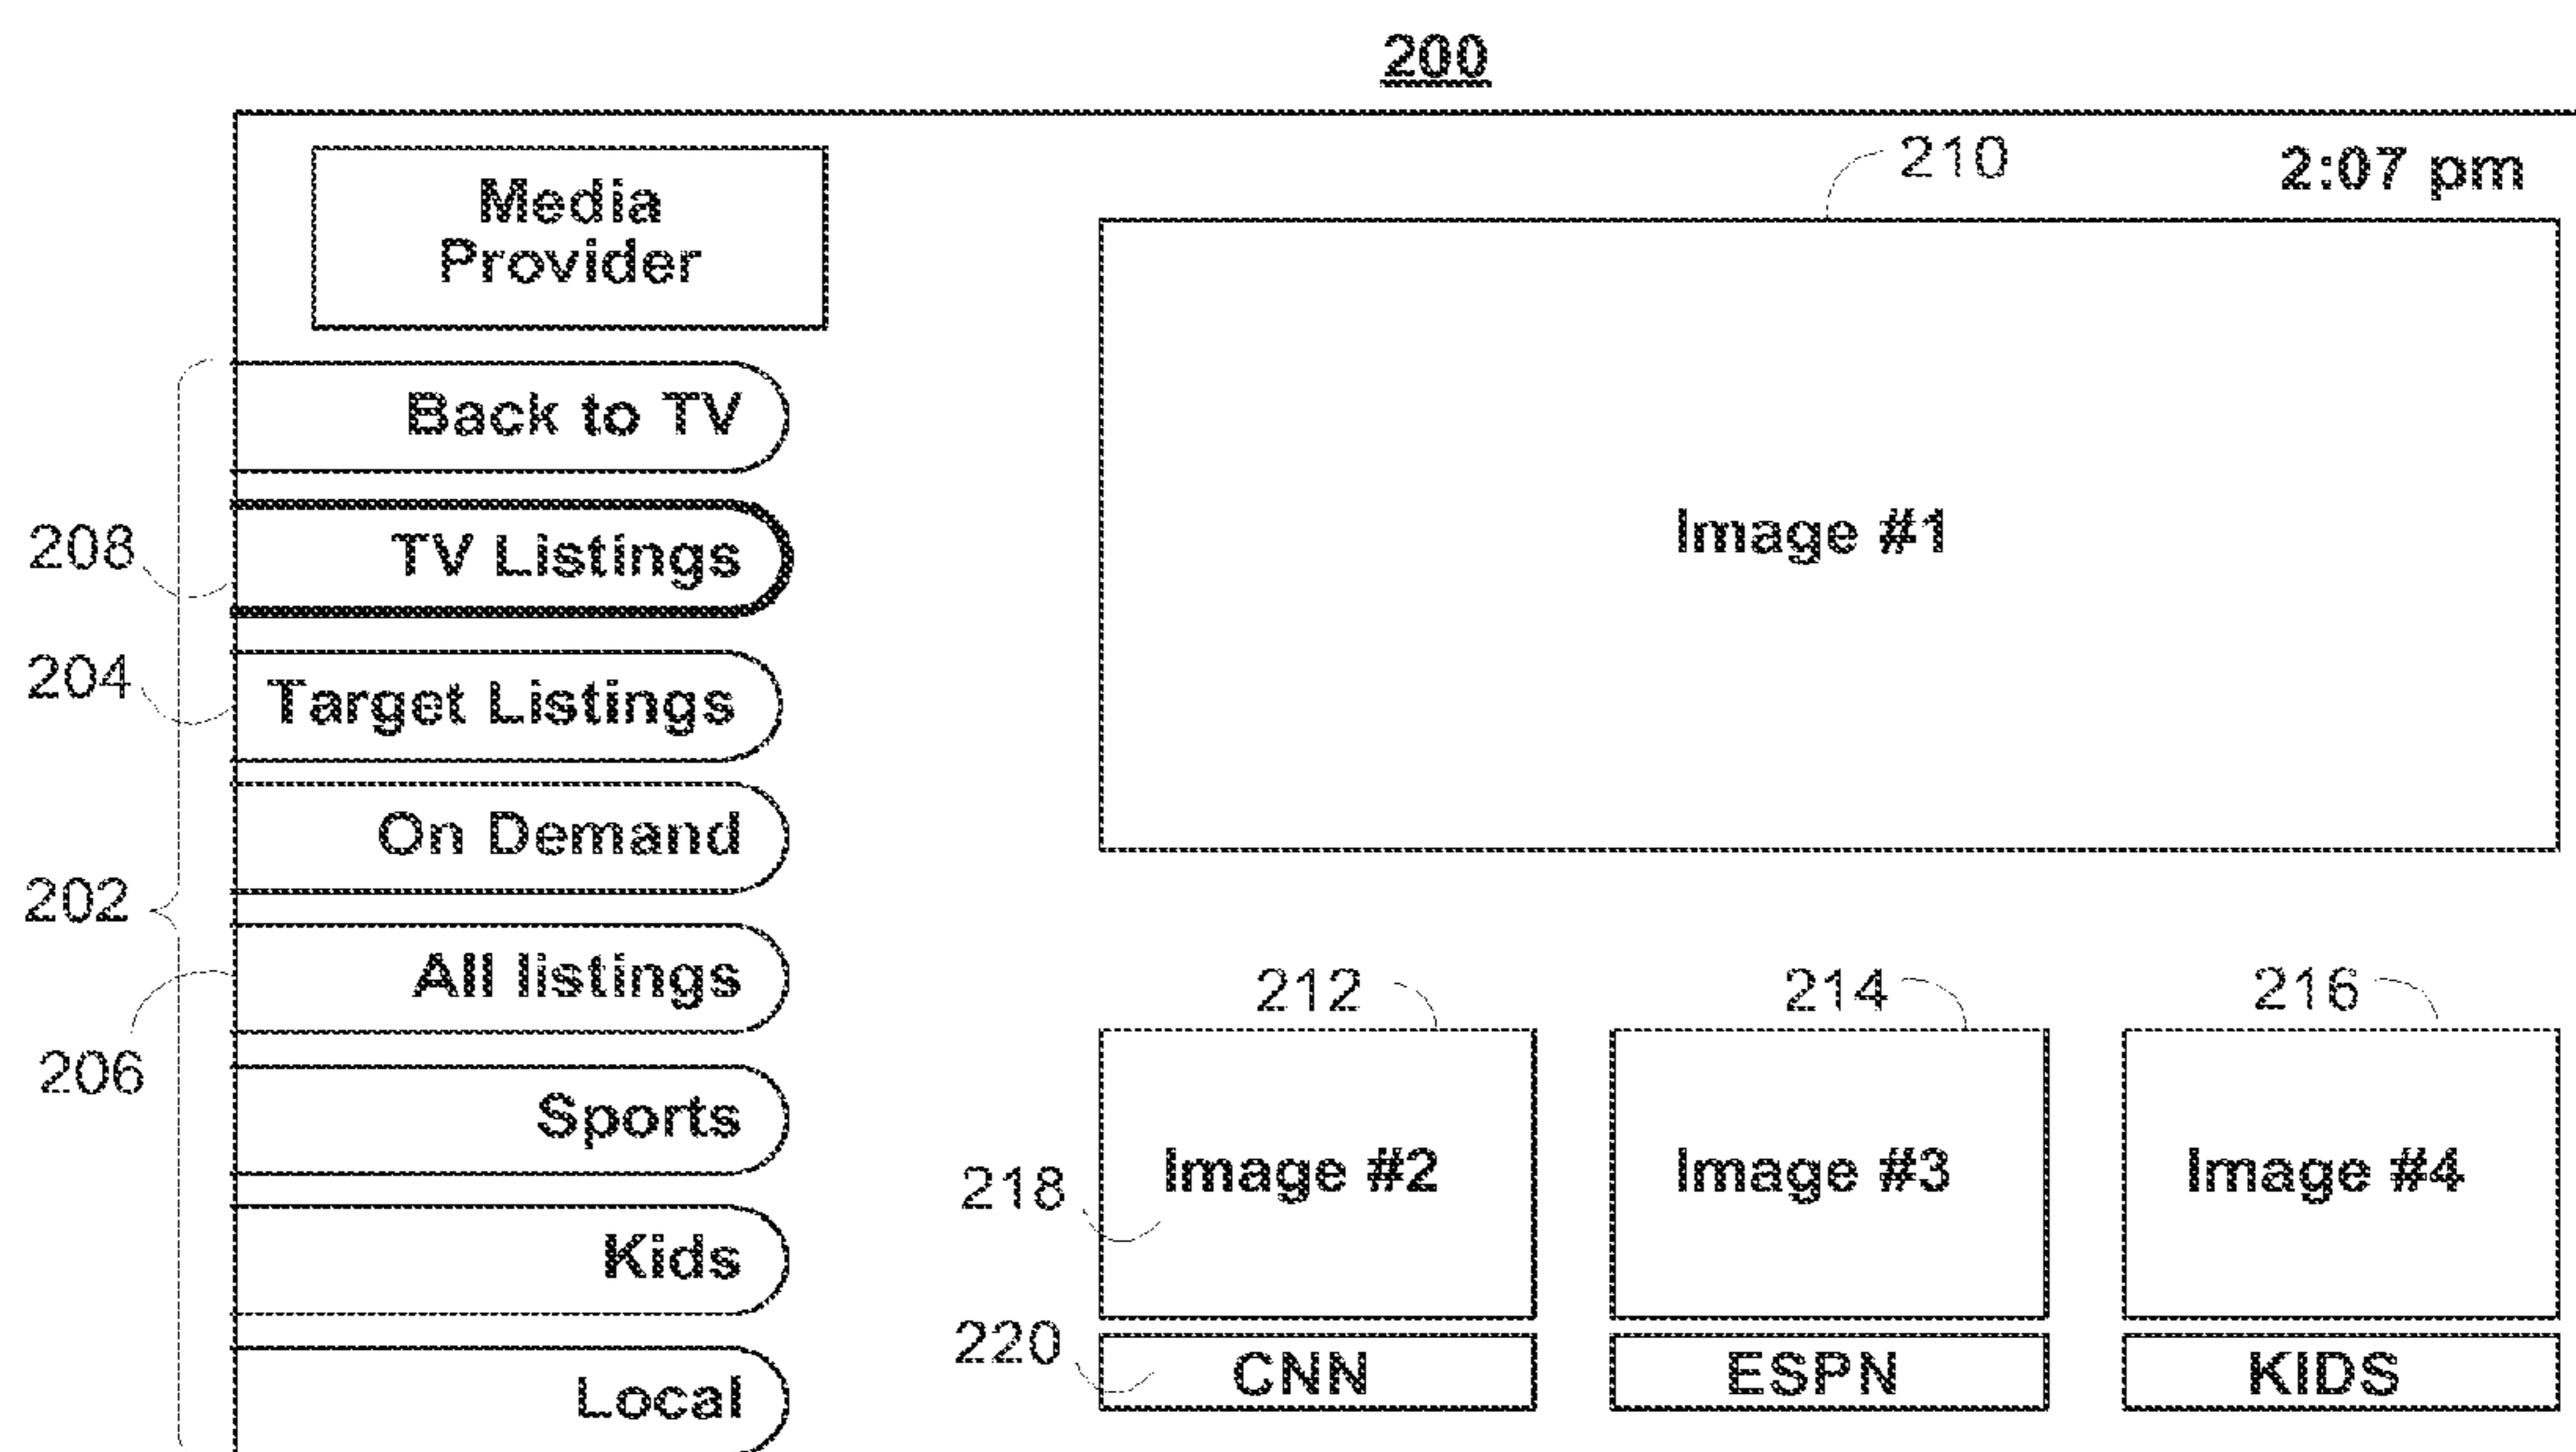 200
Media
Provider
210
2:07 pm
Back to TV
208
TV Listings
Image #1
204
Target Listings
On Demand
202
All listings
206
212
214
216
Sports
218
Image #2
Image #3
Image #4
Kids
220
CNN
ESPN
KIDS
Local